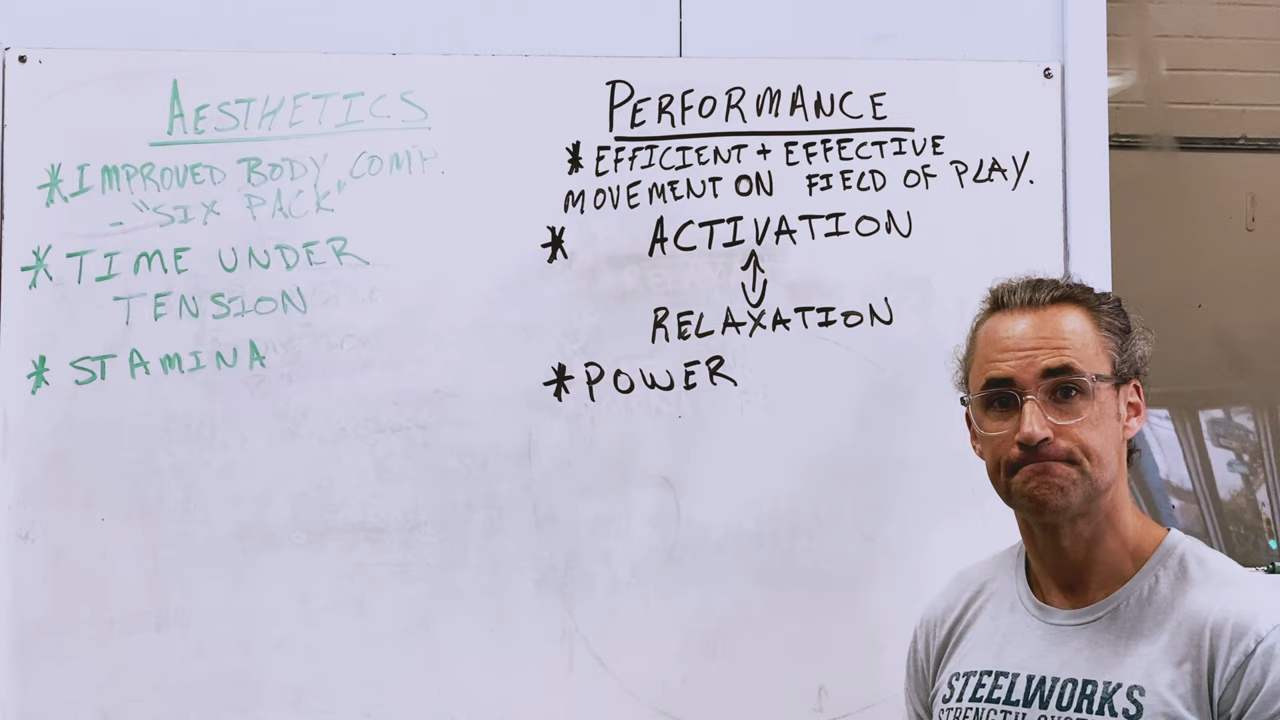 AESTHETICS
*IMPROVED BODY COMP.
- "SIX PACK"
* TIME UNDER
TENSION
* STAMINA
PERFORMANCE
* EFFICIENT + EFFECTIVE
MOVEMENT ON FIELD OF PLAY.
* ACTIVATION
↕
RELAXATION
* POWER
STEELWORKS
STRENGTH